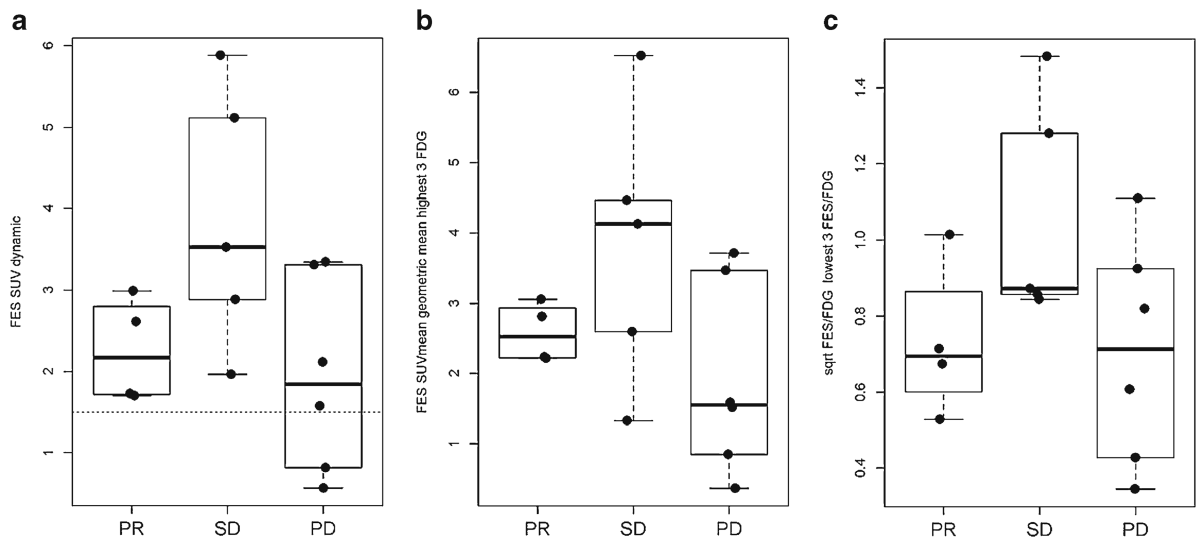 a
FES SUV dynamic
6
5
4
3
2
1
PR SD PD
b
FES SUVmean geometric mean highest 3 FDG
6
5
4
3
2
1
PR SD PD
c
sqrt FES/FDG lowest 3 FES/FDG
1.4
1.2
1.0
0.8
0.6
0.4
PR SD PD